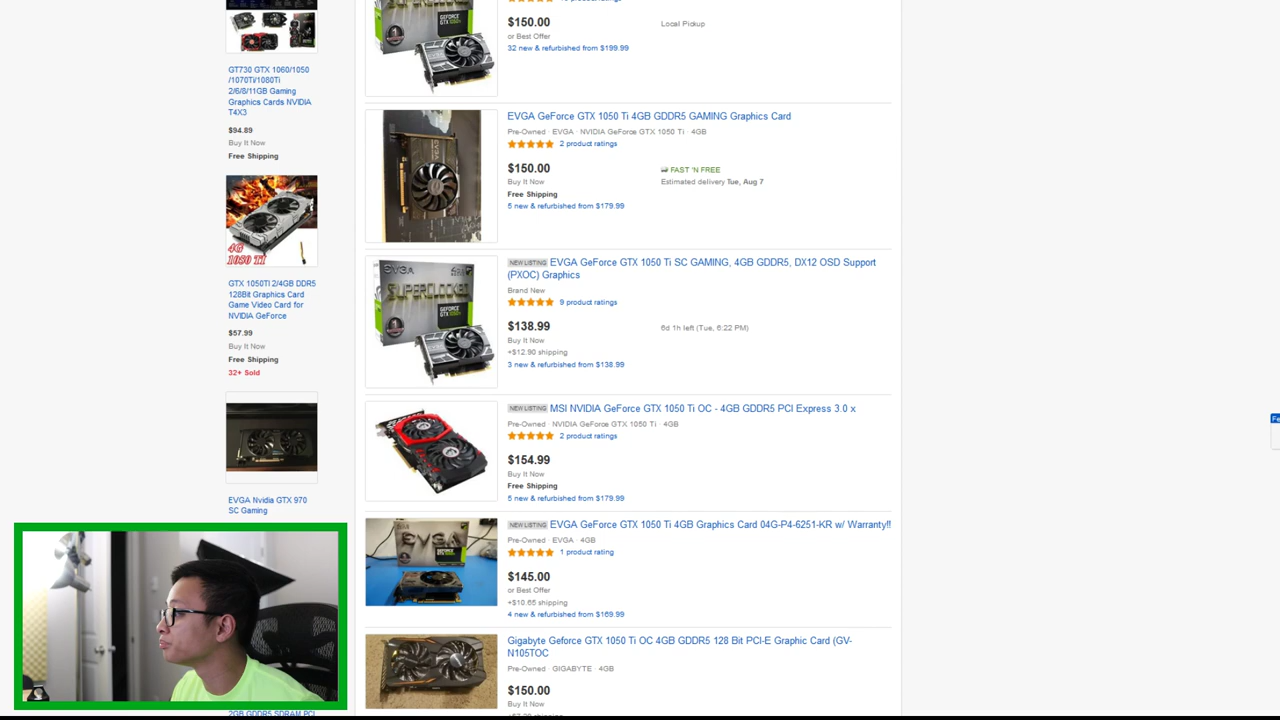 GT730 GTX 1060/1050
/1070Ti/1080Ti
2/6/8/11GB Gaming
Graphics Cards NVIDIA
T4X3
$94.89
Buy It Now
Free Shipping
4G
1050 TI
GTX 1050TI 2/4GB DDR5
128Bit Graphics Card
Game Video Card for
NVIDIA GeForce
$57.99
Buy It Now
Free Shipping
32+ Sold
EVGA Nvidia GTX 970
SC Gaming
2GB GDDR5 SDRAM PCI
$150.00
or Best Offer
32 new & refurbished from $199.99
Local Pickup
EVGA GeForce GTX 1050 Ti 4GB GDDR5 GAMING Graphics Card
Pre-Owned · EVGA · NVIDIA GeForce GTX 1050 Ti · 4GB
2 product ratings
$150.00
Buy It Now
Free Shipping
5 new & refurbished from $179.99
FAST 'N FREE
Estimated delivery Tue, Aug 7
EVGA
SUPERCLOCKED
GEFORCE
NEW LISTING EVGA GeForce GTX 1050 Ti SC GAMING, 4GB GDDR5, DX12 OSD Support
(PXOC) Graphics
Brand New
9 product ratings
$138.99
Buy It Now
+$12.90 shipping
3 new & refurbished from $138.99
6d 1h left (Tue, 6:22 PM)
NEW LISTING MSI NVIDIA GeForce GTX 1050 Ti OC - 4GB GDDR5 PCI Express 3.0 x
Pre-Owned · NVIDIA GeForce GTX 1050 Ti · 4GB
2 product ratings
$154.99
Buy It Now
Free Shipping
5 new & refurbished from $179.99
EVGA
NEW LISTING EVGA GeForce GTX 1050 Ti 4GB Graphics Card 04G-P4-6251-KR w/ Warranty!!
Pre-Owned · EVGA · 4GB
1 product rating
$145.00
or Best Offer
+$10.65 shipping
4 new & refurbished from $169.99
Gigabyte Geforce GTX 1050 Ti OC 4GB GDDR5 128 Bit PCI-E Graphic Card (GV-
N105TOC
Pre-Owned · GIGABYTE · 4GB
$150.00
Buy It Now